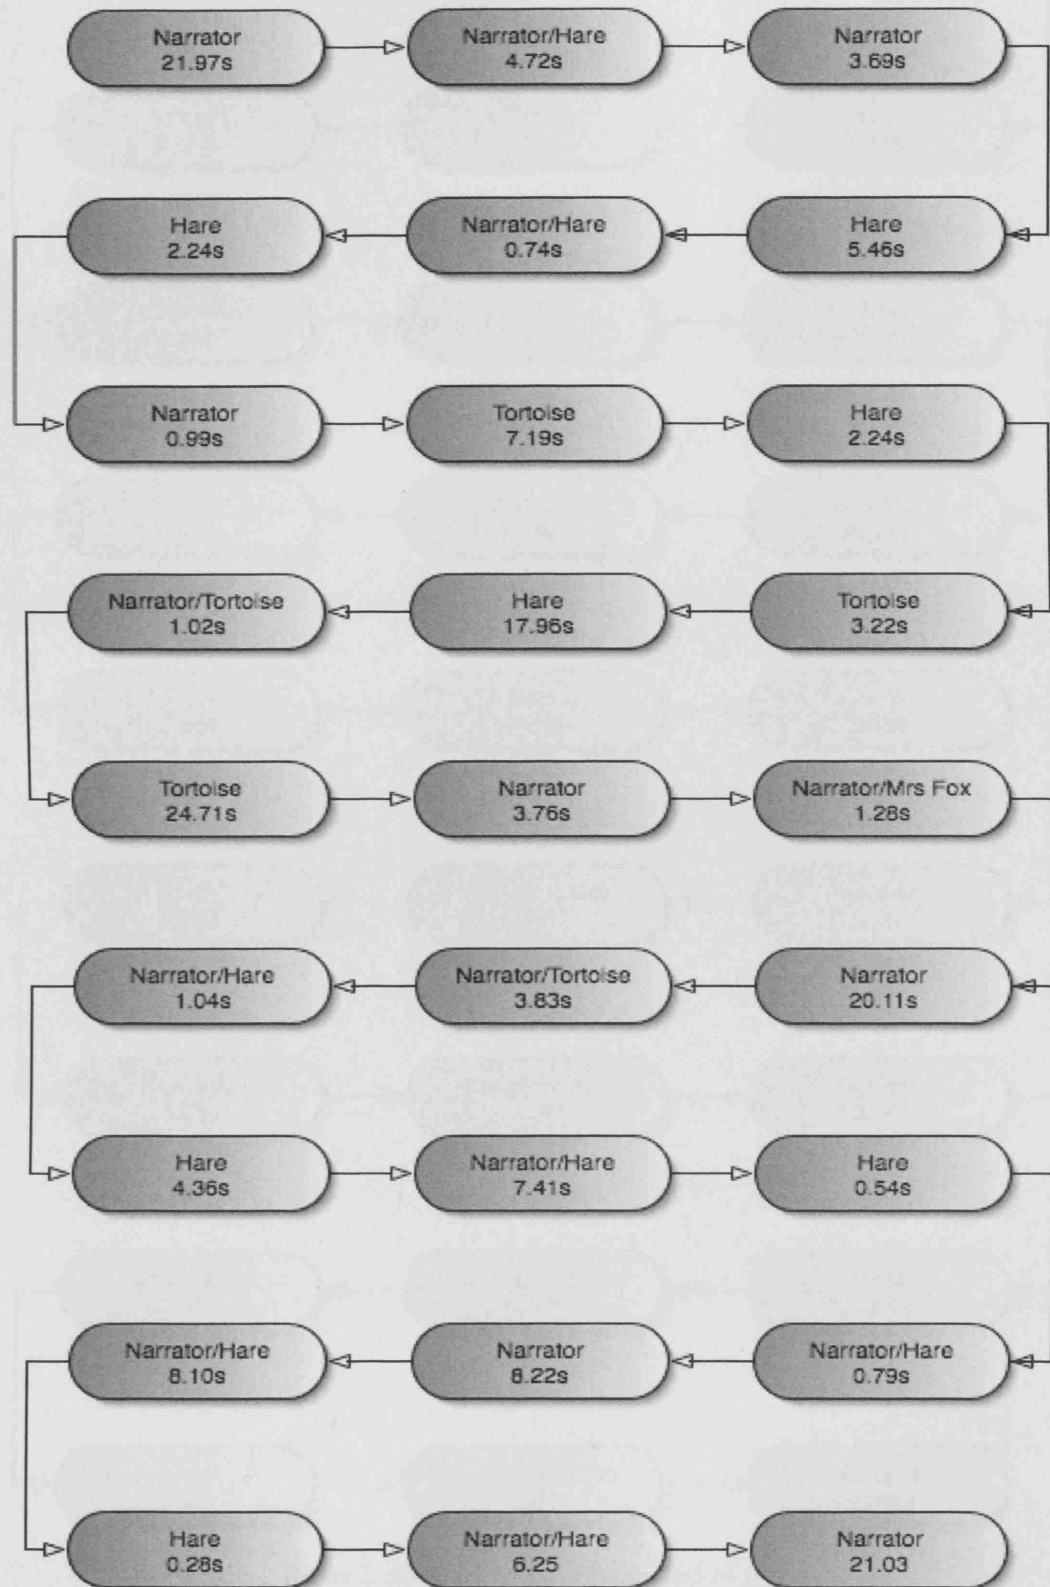 Narrator
21.97s
Narrator/Hare
4.72s
Narrator
3.69s
Hare
2.24s
Narrator/Hare
0.74s
Hare
5.46s
Narrator
0.99s
Tortoise
7.19s
Hare
2.24s
Narrator/Tortoise
1.02s
Hare
17.96s
Tortoise
3.22s
Tortoise
24.71s
Narrator
3.76s
Narrator/Mrs Fox
1.28s
Narrator/Hare
1.04s
Narrator/Tortoise
3.83s
Narrator
20.11s
Hare
4.36s
Narrator/Hare
7.41s
Hare
0.54s
Narrator/Hare
8.10s
Narrator
8.22s
Narrator/Hare
0.79s
Hare
0.28s
Narrator/Hare
6.25
Narrator
21.03